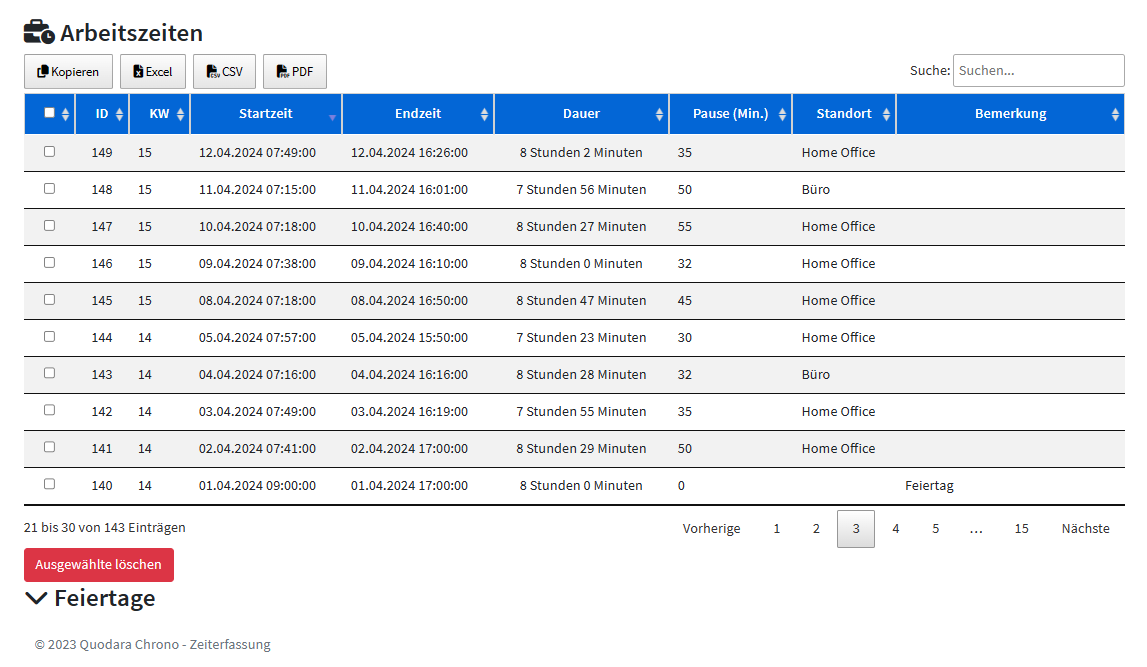 Arbeitszeiten
Kopieren Excel CSV PDF Suche: Suchen...
ID KW Startzeit Endzeit Dauer Pause (Min.) Standort Bemerkung
149 15 12.04.2024 07:49:00 12.04.2024 16:26:00 8 Stunden 2 Minuten 35 Home Office
148 15 11.04.2024 07:15:00 11.04.2024 16:01:00 7 Stunden 56 Minuten 50 Büro
147 15 10.04.2024 07:18:00 10.04.2024 16:40:00 8 Stunden 27 Minuten 55 Home Office
146 15 09.04.2024 07:38:00 09.04.2024 16:10:00 8 Stunden 0 Minuten 32 Home Office
145 15 08.04.2024 07:18:00 08.04.2024 16:50:00 8 Stunden 47 Minuten 45 Home Office
144 14 05.04.2024 07:57:00 05.04.2024 15:50:00 7 Stunden 23 Minuten 30 Home Office
143 14 04.04.2024 07:16:00 04.04.2024 16:16:00 8 Stunden 28 Minuten 32 Büro
142 14 03.04.2024 07:49:00 03.04.2024 16:19:00 7 Stunden 55 Minuten 35 Home Office
141 14 02.04.2024 07:41:00 02.04.2024 17:00:00 8 Stunden 29 Minuten 50 Home Office
140 14 01.04.2024 09:00:00 01.04.2024 17:00:00 8 Stunden 0 Minuten 0 Feiertag
21 bis 30 von 143 Einträgen Vorherige 1 2 3 4 5 … 15 Nächste
Ausgewählte löschen
Feiertage
© 2023 Quodara Chrono - Zeiterfassung